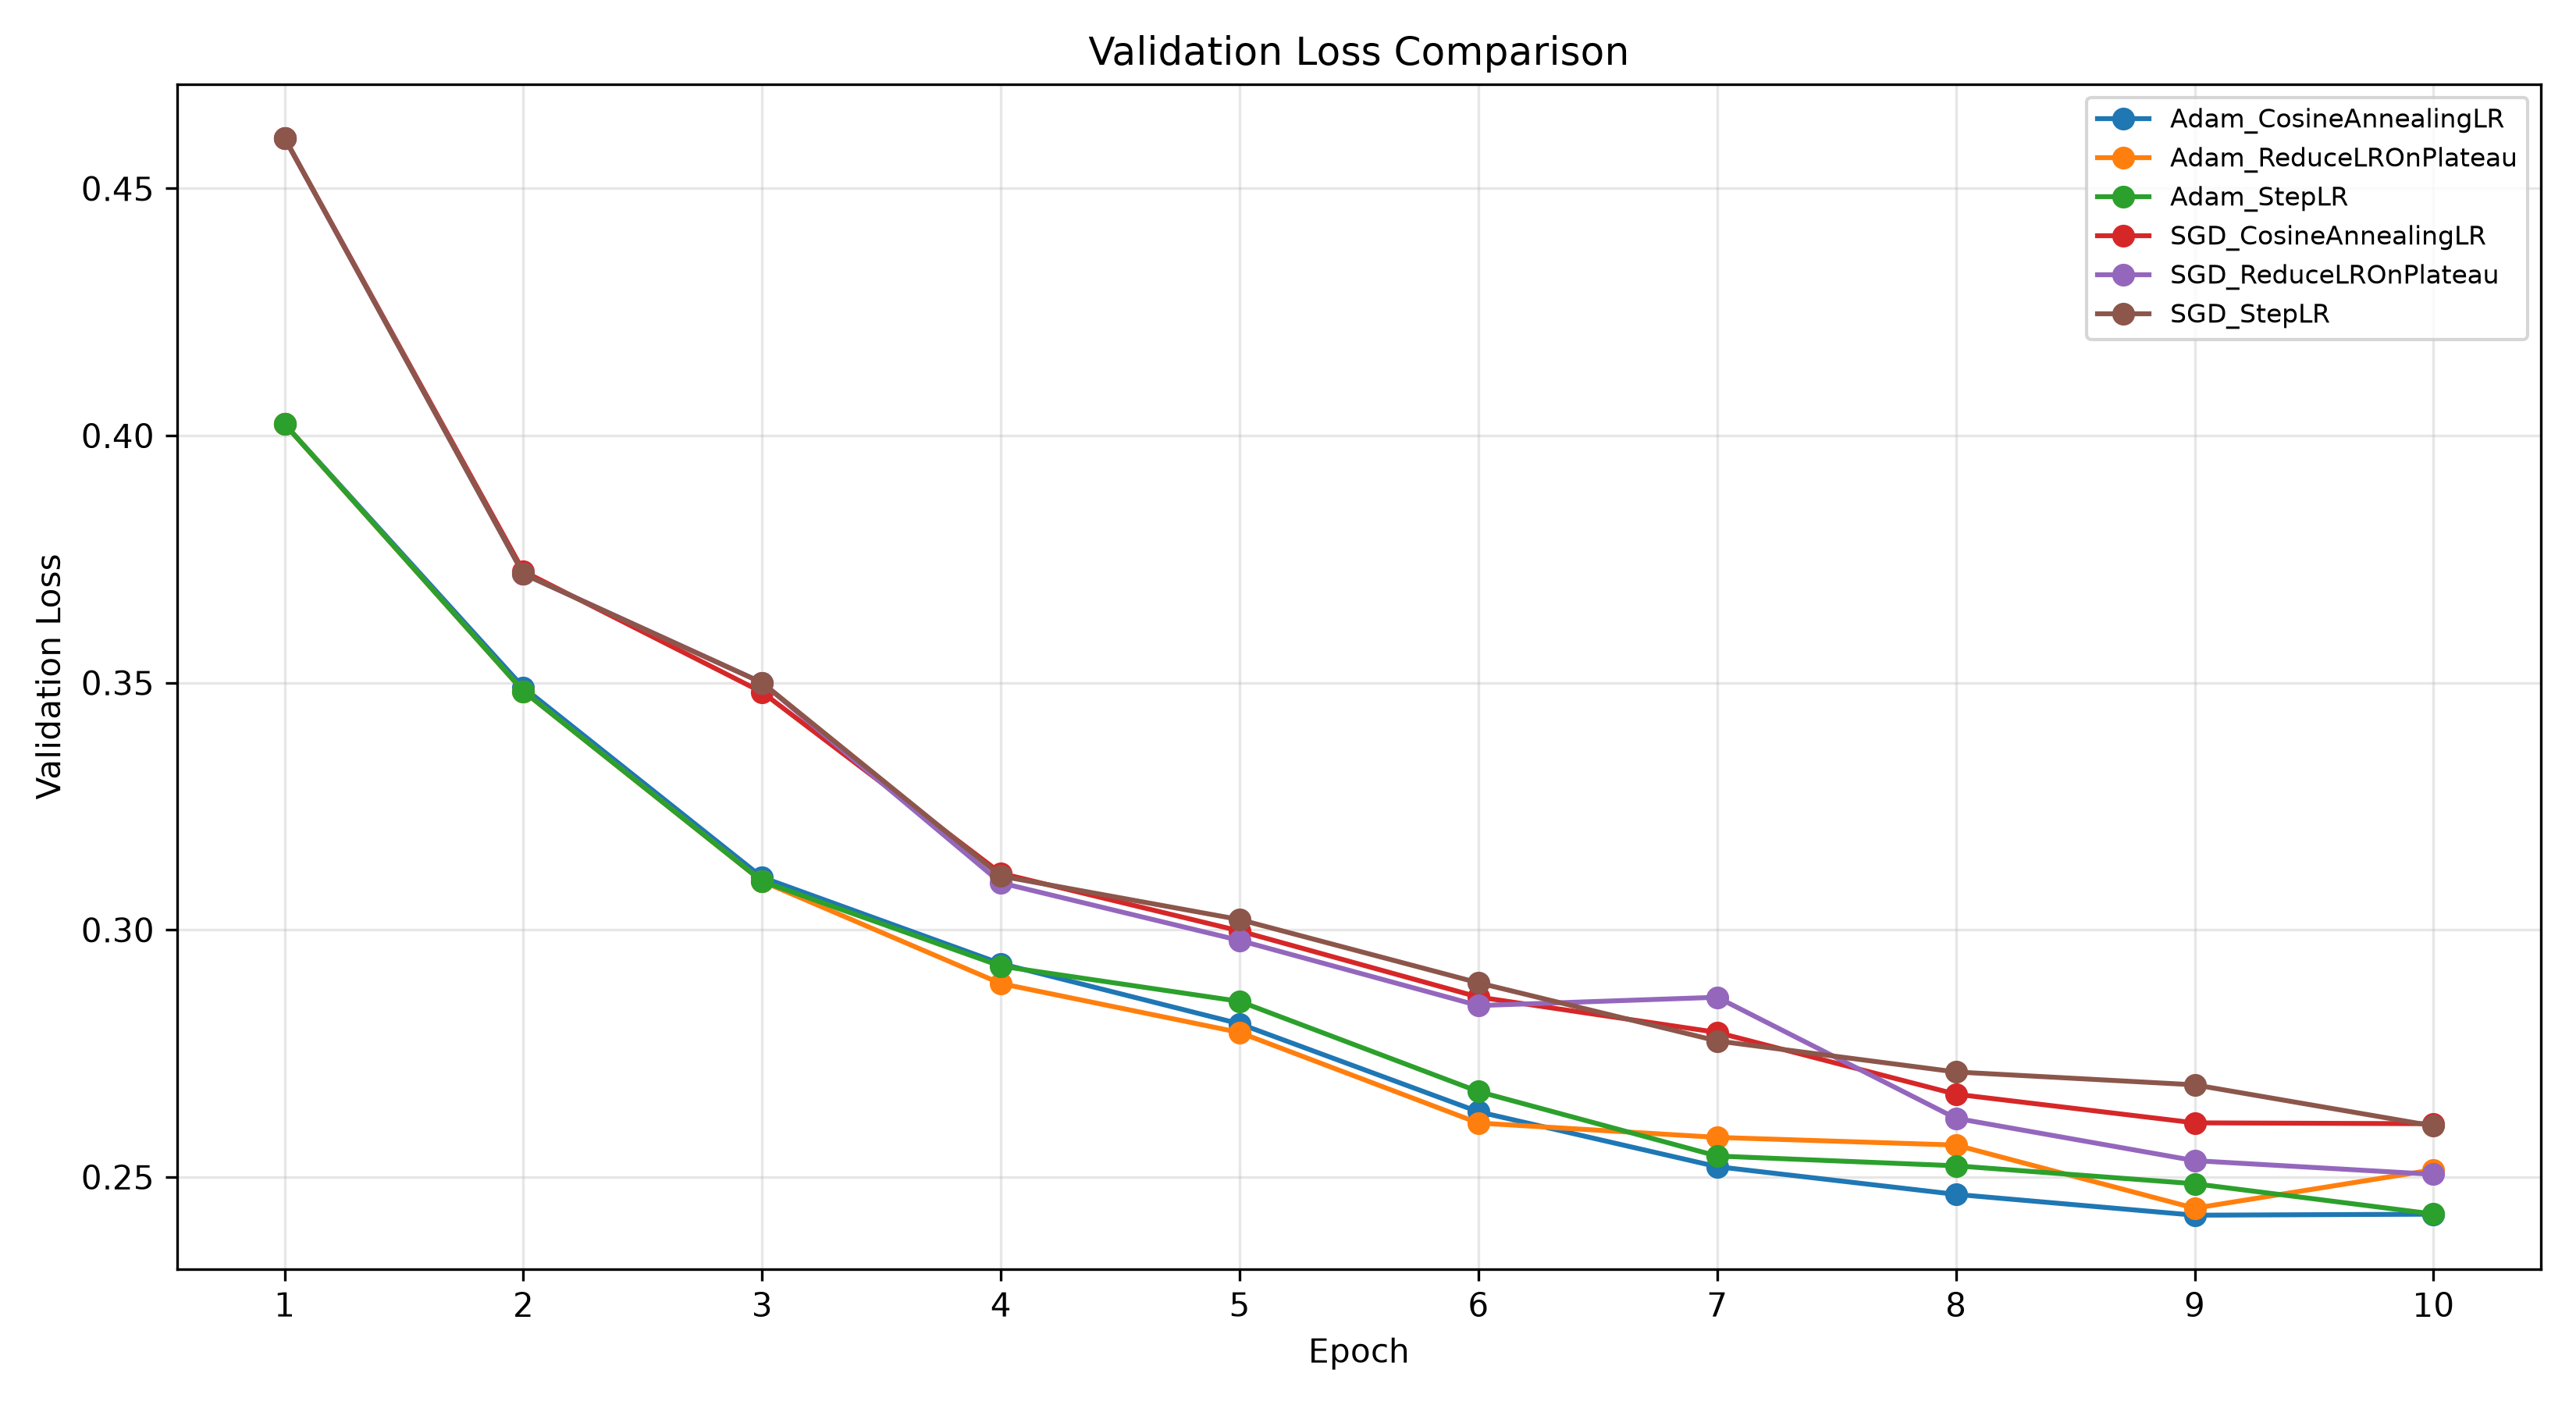 Validation Loss Comparison
Adam_CosineAnnealingLR
Adam_ReduceLROnPlateau
Adam_StepLR
SGD_CosineAnnealingLR
SGD_ReduceLROnPlateau
SGD_StepLR
Validation Loss
0.45
0.40
0.35
0.30
0.25
1 2 3 4 5 6 7 8 9 10
Epoch